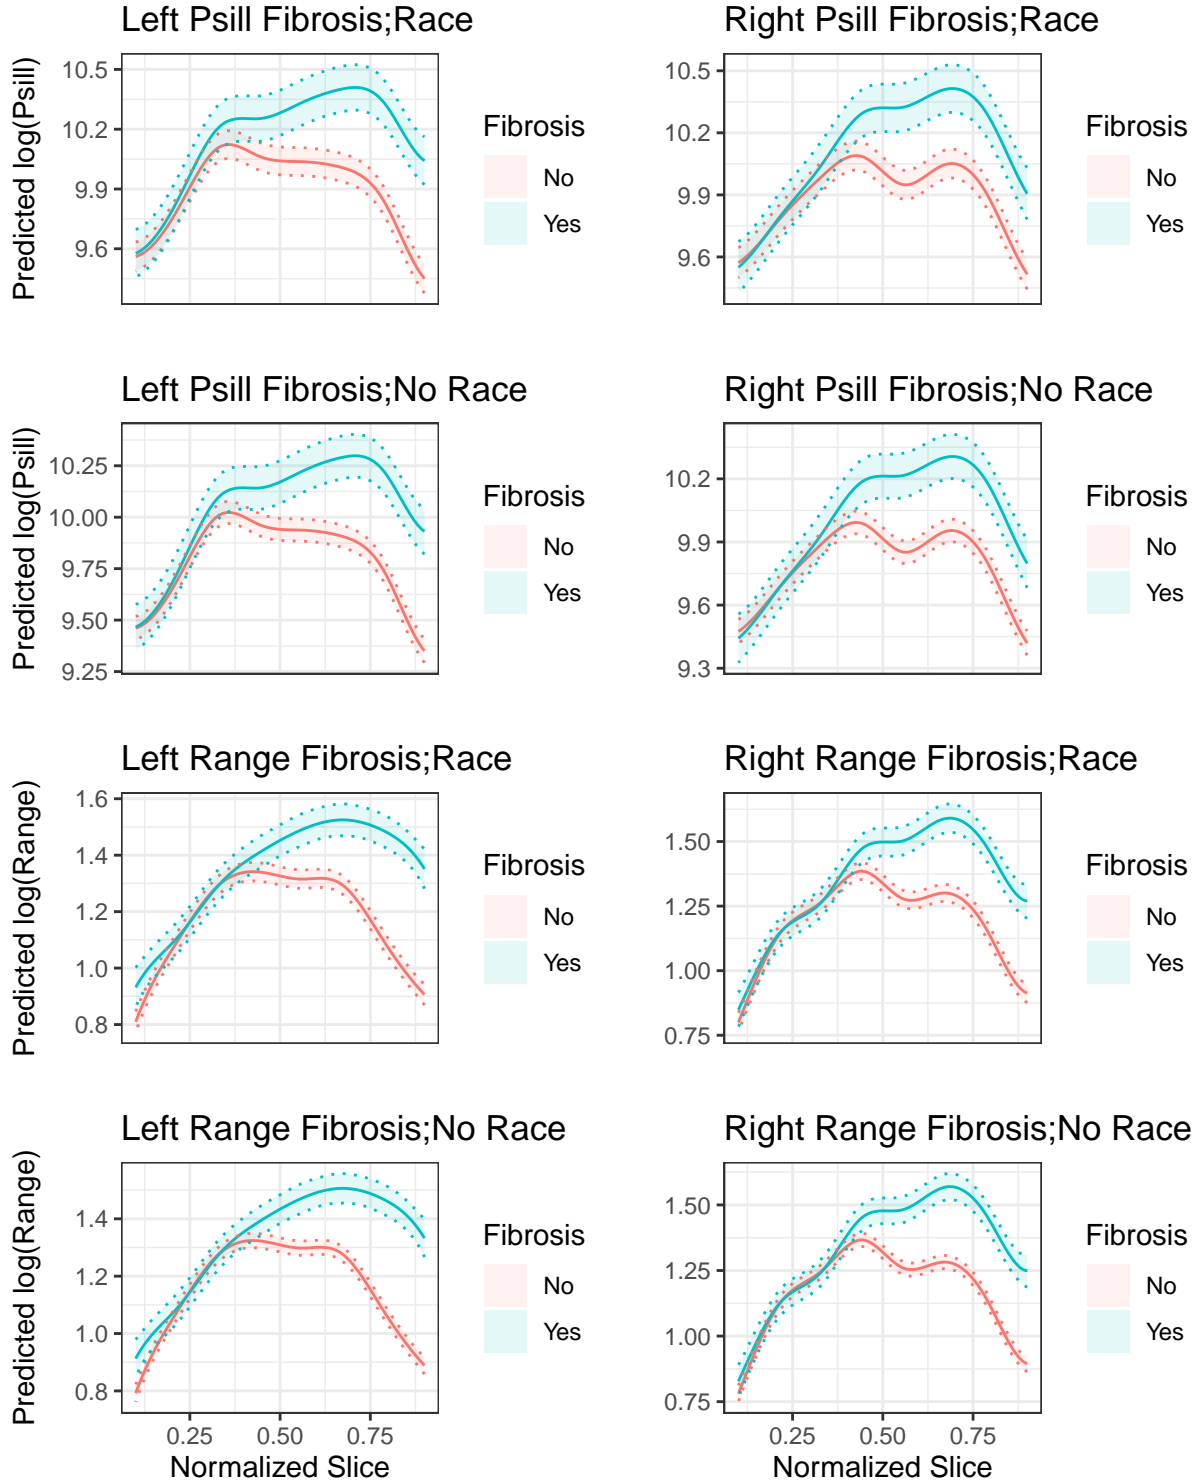 Left Psill Fibrosis;Race
Predicted log(Psill)
10.5
10.2
9.9
9.6
Fibrosis
No
Yes
Right Psill Fibrosis;Race
10.5
10.2
9.9
9.6
Fibrosis
No
Yes
Left Psill Fibrosis;No Race
Predicted log(Psill)
10.25
10.00
9.75
9.50
9.25
Fibrosis
No
Yes
Right Psill Fibrosis;No Race
10.2
9.9
9.6
9.3
Fibrosis
No
Yes
Left Range Fibrosis;Race
Predicted log(Range)
1.6
1.4
1.2
1.0
0.8
Fibrosis
No
Yes
Right Range Fibrosis;Race
1.50
1.25
1.00
0.75
Fibrosis
No
Yes
Left Range Fibrosis;No Race
Predicted log(Range)
1.4
1.2
1.0
0.8
0.25 0.50 0.75
Normalized Slice
Fibrosis
No
Yes
Right Range Fibrosis;No Race
1.50
1.25
1.00
0.75
0.25 0.50 0.75
Normalized Slice
Fibrosis
No
Yes